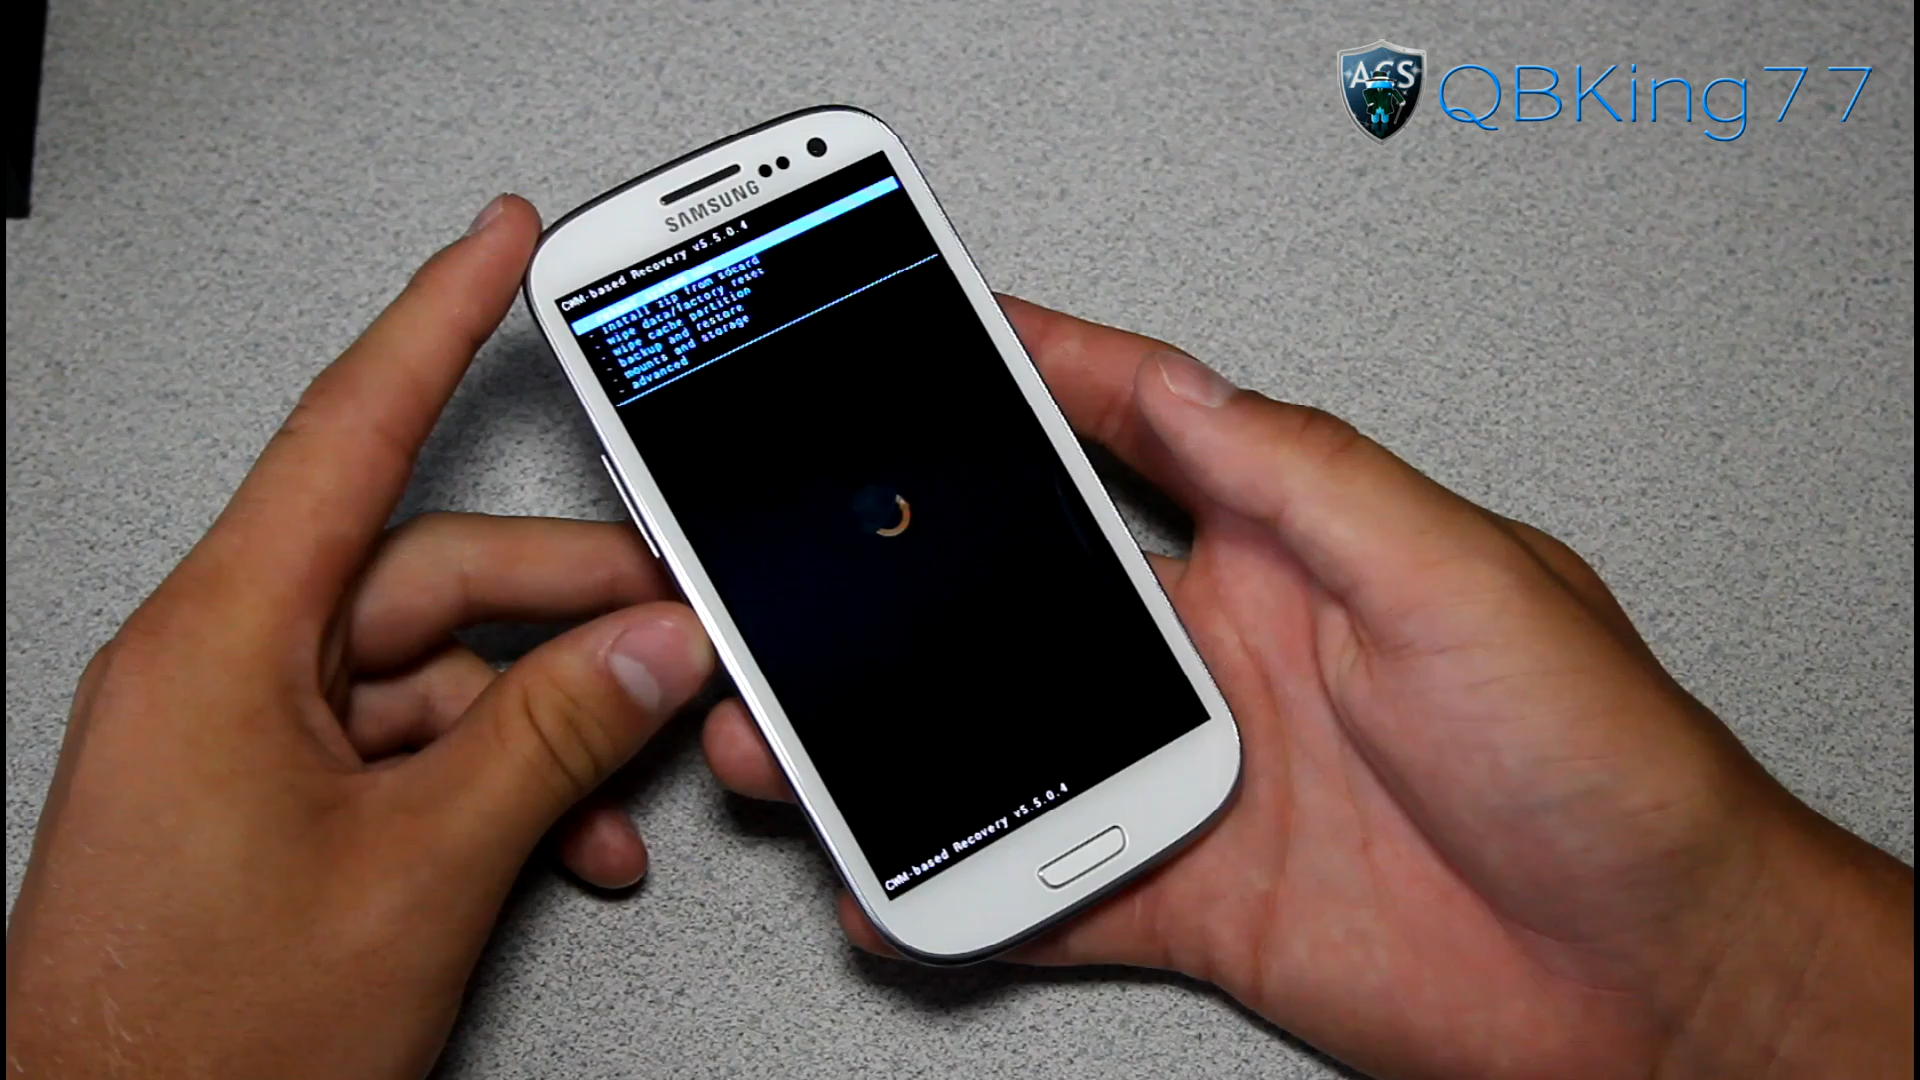 ACS
QBKing77
SAMSUNG
CWM-based Recovery v5.5.0.4
- install zip from sdcard
- wipe data/factory reset
- wipe cache partition
- backup and restore
- mounts and storage
- advanced
CWM-based Recovery v5.5.0.4